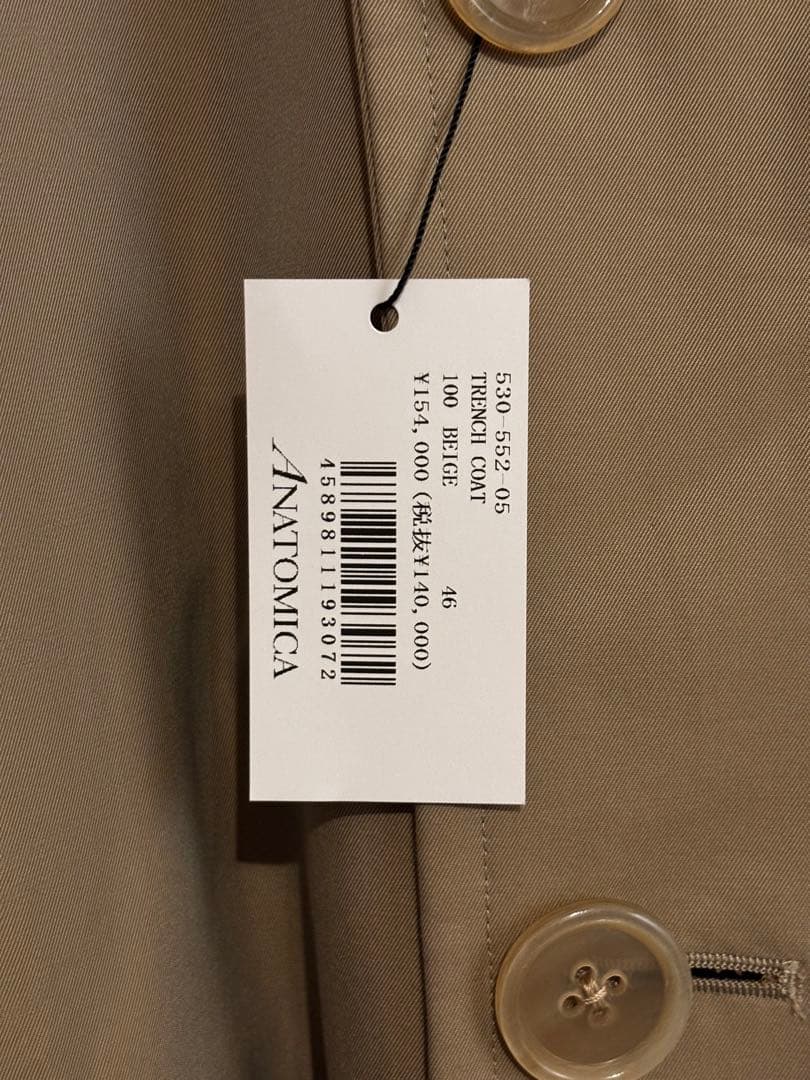 530-552-05
TRENCH COAT
100 BEIGE 46
¥154,000(税抜¥140,000)
4589811193072
ANATOMICA